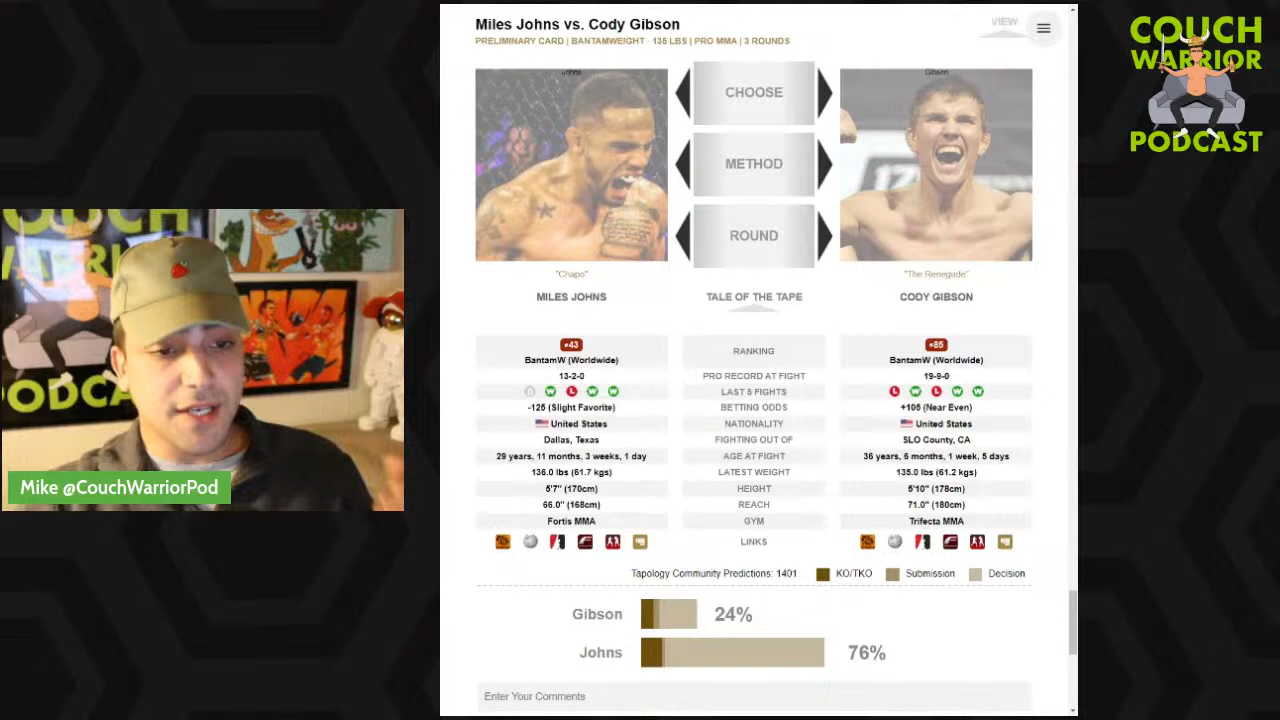 Miles Johns vs. Cody Gibson
PRELIMINARY CARD | BANTAMWEIGHT · 135 LBS | PRO MMA | 3 ROUNDS
VIEW
COUCH
WARRIOR
PODCAST
Johns
Gibson
CHOOSE
METHOD
ROUND
"Chapo"
"The Renegade"
MILES JOHNS
TALE OF THE TAPE
CODY GIBSON
#43
RANKING
#85
BantamW (Worldwide)
BantamW (Worldwide)
13-2-0
PRO RECORD AT FIGHT
19-9-0
W L W W
LAST 5 FIGHTS
L W L W W
-125 (Slight Favorite)
BETTING ODDS
+105 (Near Even)
United States
NATIONALITY
United States
Dallas, Texas
FIGHTING OUT OF
SLO County, CA
29 years, 11 months, 3 weeks, 1 day
AGE AT FIGHT
36 years, 6 months, 1 week, 5 days
136.0 lbs (61.7 kgs)
LATEST WEIGHT
135.0 lbs (61.2 kgs)
5'7" (170cm)
HEIGHT
5'10" (178cm)
66.0" (168cm)
REACH
71.0" (180cm)
Fortis MMA
GYM
Trifecta MMA
LINKS
Tapology Community Predictions: 1401
KO/TKO
Submission
Decision
Gibson
24%
Johns
76%
Enter Your Comments
COUCH
WARRIOR
PODCAST
Mike @CouchWarriorPod